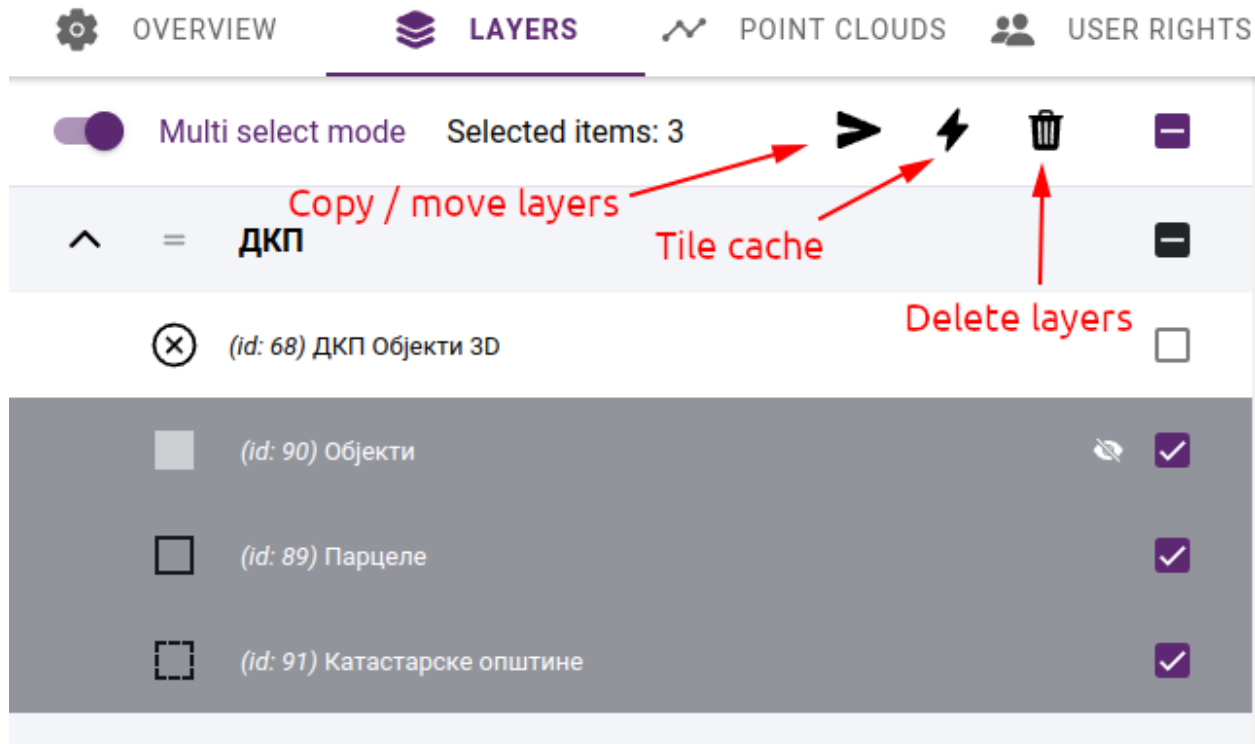 OVERVIEW LAYERS POINT CLOUDS USER RIGHTS
Multi select mode Selected items: 3
Copy / move layers
Tile cache
ДКП
Delete layers
(id: 68) ДКП Објекти 3D
(id: 90) Објекти
(id: 89) Парцеле
(id: 91) Катастарске општине